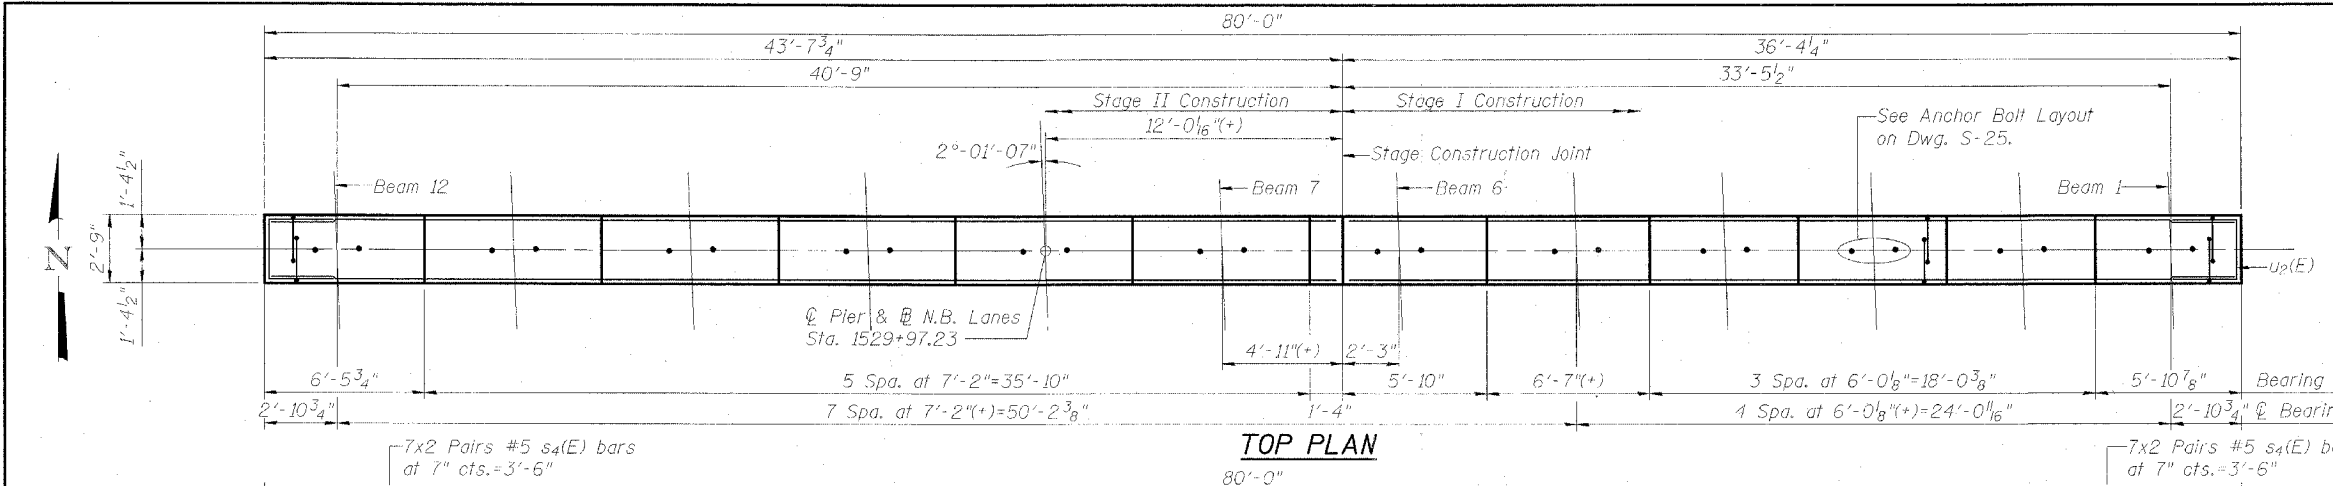 80'-0"
43'-7¾"
36'-4¼"
40'-9"
33'-5½"
Stage II Construction
Stage I Construction
12'-0¹⁄₁₆"(+)
See Anchor Bolt Layout
on Dwg. S-25.
2°-01'-07"
Stage Construction Joint
Beam 12
Beam 7
Beam 6
Beam 1
1'-4½"
2'-9"
1'-4½"
N
u₂(E)
℄ Pier & ƁL N.B. Lanes
Sta. 1529+97.23
4'-11"(+)
2'-3"
6'-5¾"
5 Spa. at 7'-2"=35'-10"
5'-10"
6'-7"(+)
3 Spa. at 6'-0⅛"=18'-0⅜"
5'-10⅞"
Bearing
2'-10¾"
7 Spa. at 7'-2"(+)=50'-2⅜"
1'-4"
4 Spa. at 6'-0⅛"(+)=24'-0¹¹⁄₁₆"
2'-10¾"
℄ Bearin
7x2 Pairs #5 s₄(E) bars
at 7" cts.=3'-6"
TOP PLAN
80'-0"
7x2 Pairs #5 s₄(E) b
at 7" cts.=3'-6"